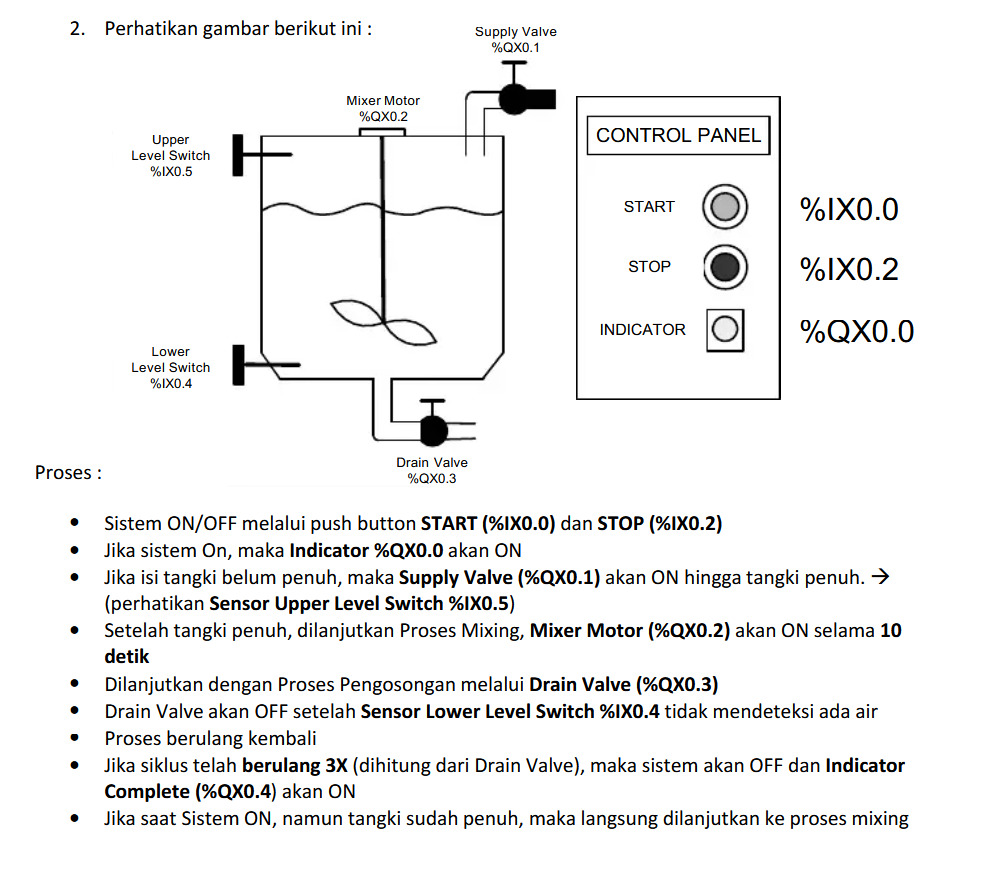 2. Perhatikan gambar berikut ini :
Supply Valve
%QX0.1
Mixer Motor
%QX0.2
Upper
Level Switch
%IX0.5
CONTROL PANEL
START
%IX0.0
STOP
%IX0.2
INDICATOR
%QX0.0
Lower
Level Switch
%IX0.4
Drain Valve
%QX0.3
Proses :
• Sistem ON/OFF melalui push button START (%IX0.0) dan STOP (%IX0.2)
• Jika sistem On, maka Indicator %QX0.0 akan ON
• Jika isi tangki belum penuh, maka Supply Valve (%QX0.1) akan ON hingga tangki penuh. →
(perhatikan Sensor Upper Level Switch %IX0.5)
• Setelah tangki penuh, dilanjutkan Proses Mixing, Mixer Motor (%QX0.2) akan ON selama 10
detik
• Dilanjutkan dengan Proses Pengosongan melalui Drain Valve (%QX0.3)
• Drain Valve akan OFF setelah Sensor Lower Level Switch %IX0.4 tidak mendeteksi ada air
• Proses berulang kembali
• Jika siklus telah berulang 3X (dihitung dari Drain Valve), maka sistem akan OFF dan Indicator
Complete (%QX0.4) akan ON
• Jika saat Sistem ON, namun tangki sudah penuh, maka langsung dilanjutkan ke proses mixing